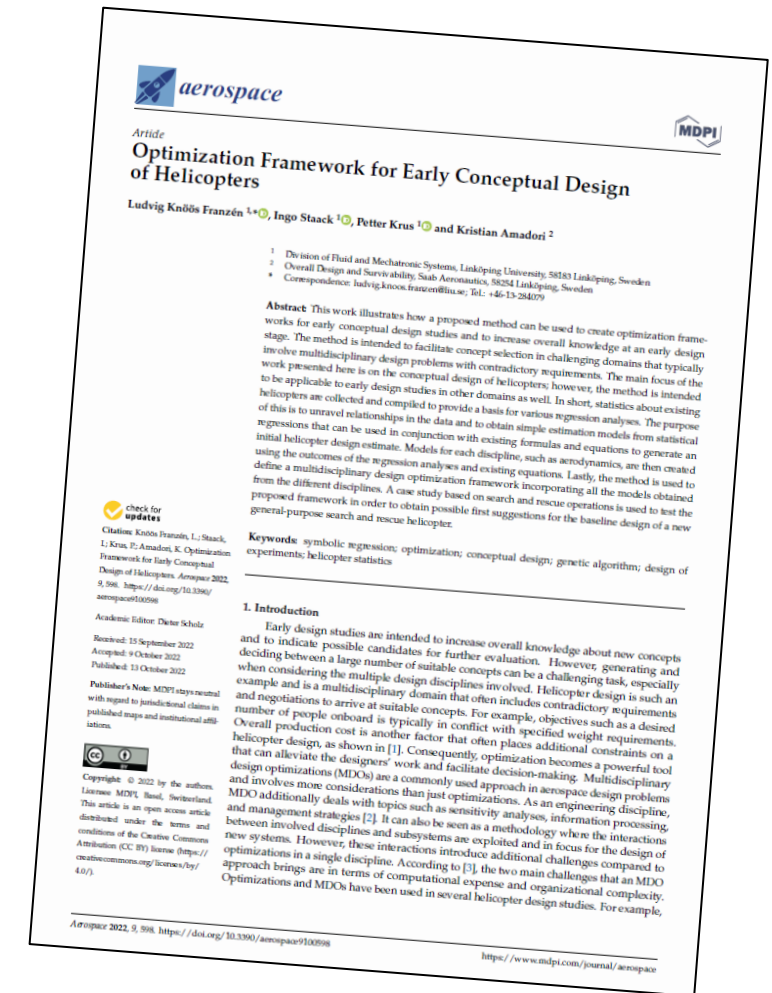 aerospace
MDPI
Article
Optimization Framework for Early Conceptual Design
of Helicopters
Ludvig Knöös Franzén 1,*, Ingo Staack 1, Petter Krus 1 and Kristian Amadori 2
1 Division of Fluid and Mechatronic Systems, Linköping University, 58183 Linköping, Sweden
2 Overall Design and Survivability, Saab Aeronautics, 58254 Linköping, Sweden
* Correspondence: ludvig.knoos.franzen@liu.se; Tel.: +46-13-284079
Abstract: This work illustrates how a proposed method can be used to create optimization frame-
works for early conceptual design studies and to increase overall knowledge at an early design
stage. The method is intended to facilitate concept selection in challenging domains that typically
involve multidisciplinary design problems with contradictory requirements. The main focus of the
work presented here is on the conceptual design of helicopters; however, the method is intended
to be applicable to early design studies in other domains as well. In short, statistics about existing
helicopters are collected and compiled to provide a basis for various regression analyses. The purpose
of this is to unravel relationships in the data and to obtain simple estimation models from statistical
regressions that can be used in conjunction with existing formulas and equations to generate an
initial helicopter design estimate. Models for each discipline, such as aerodynamics, are then created
using the outcomes of the regression analyses and existing equations. Lastly, the method is used to
define a multidisciplinary design optimization framework incorporating all the models obtained
from the different disciplines. A case study based on search and rescue operations is used to test the
proposed framework in order to obtain possible first suggestions for the baseline design of a new
general-purpose search and rescue helicopter.
Keywords: symbolic regression; optimization; conceptual design; genetic algorithm; design of
experiments; helicopter statistics
check for
updates
Citation: Knöös Franzén, L.; Staack,
I.; Krus, P.; Amadori, K. Optimization
Framework for Early Conceptual
Design of Helicopters. Aerospace 2022,
9, 598. https://doi.org/10.3390/
aerospace9100598
Academic Editor: Dieter Scholz
Received: 15 September 2022
Accepted: 9 October 2022
Published: 13 October 2022
Publisher's Note: MDPI stays neutral
with regard to jurisdictional claims in
published maps and institutional affil-
iations.
cc
BY
Copyright: © 2022 by the authors.
Licensee MDPI, Basel, Switzerland.
This article is an open access article
distributed under the terms and
conditions of the Creative Commons
Attribution (CC BY) license (https://
creativecommons.org/licenses/by/
4.0/).
1. Introduction
Early design studies are intended to increase overall knowledge about new concepts
and to indicate possible candidates for further evaluation. However, generating and
deciding between a large number of suitable concepts can be a challenging task, especially
when considering the multiple design disciplines involved. Helicopter design is such an
example and is a multidisciplinary domain that often includes contradictory requirements
and negotiations to arrive at suitable concepts. For example, objectives such as a desired
number of people onboard is typically in conflict with specified weight requirements.
Overall production cost is another factor that often places additional constraints on a
helicopter design, as shown in [1]. Consequently, optimization becomes a powerful tool
that can alleviate the designers' work and facilitate decision-making. Multidisciplinary
design optimizations (MDOs) are a commonly used approach in aerospace design problems
and involves more considerations than just optimizations. As an engineering discipline,
MDO additionally deals with topics such as sensitivity analyses, information processing,
and management strategies [2]. It can also be seen as a methodology where the interactions
between involved disciplines and subsystems are exploited and in focus for the design of
new systems. However, these interactions introduce additional challenges compared to
optimizations in a single discipline. According to [3], the two main challenges that an MDO
approach brings are in terms of computational expense and organizational complexity.
Optimizations and MDOs have been used in several helicopter design studies. For example,
Aerospace 2022, 9, 598. https://doi.org/10.3390/aerospace9100598
https://www.mdpi.com/journal/aerospace